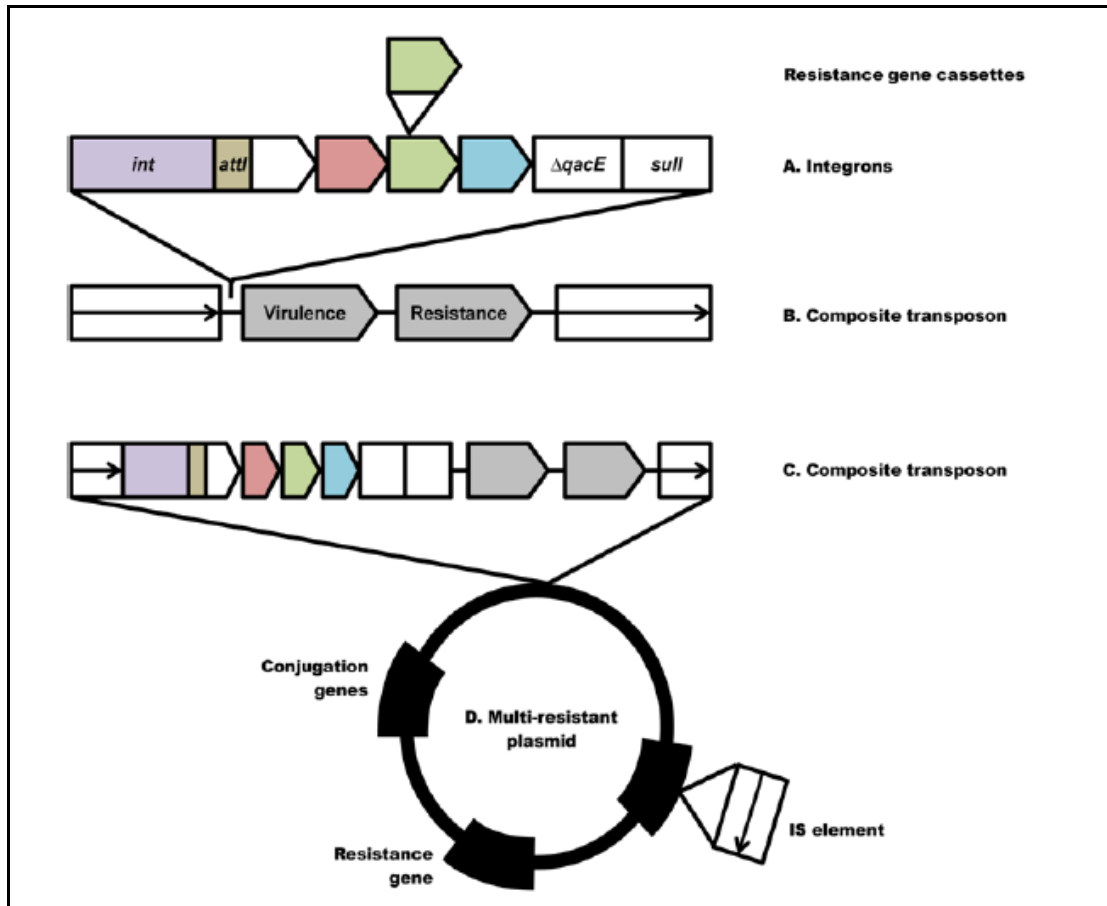 Resistance gene cassettes
int
attI
ΔqacE
sulI
A. Integrons
Virulence
Resistance
B. Composite transposon
C. Composite transposon
Conjugation
genes
D. Multi-resistant
plasmid
IS element
Resistance
gene